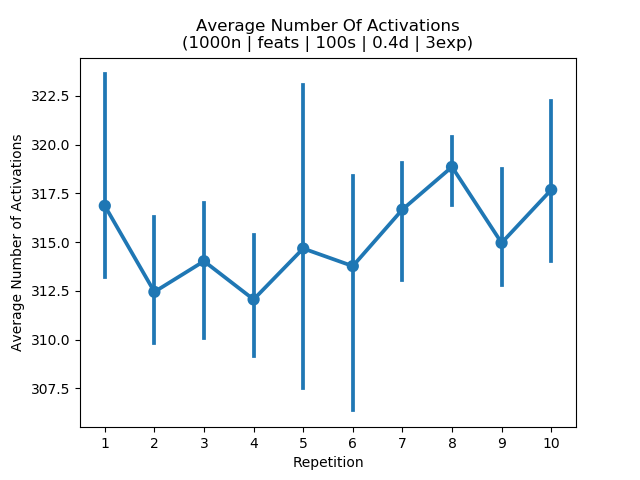 Average Number Of Activations
(1000n | feats | 100s | 0.4d | 3exp)
Average Number of Activations
322.5
320.0
317.5
315.0
312.5
310.0
307.5
1 2 3 4 5 6 7 8 9 10
Repetition